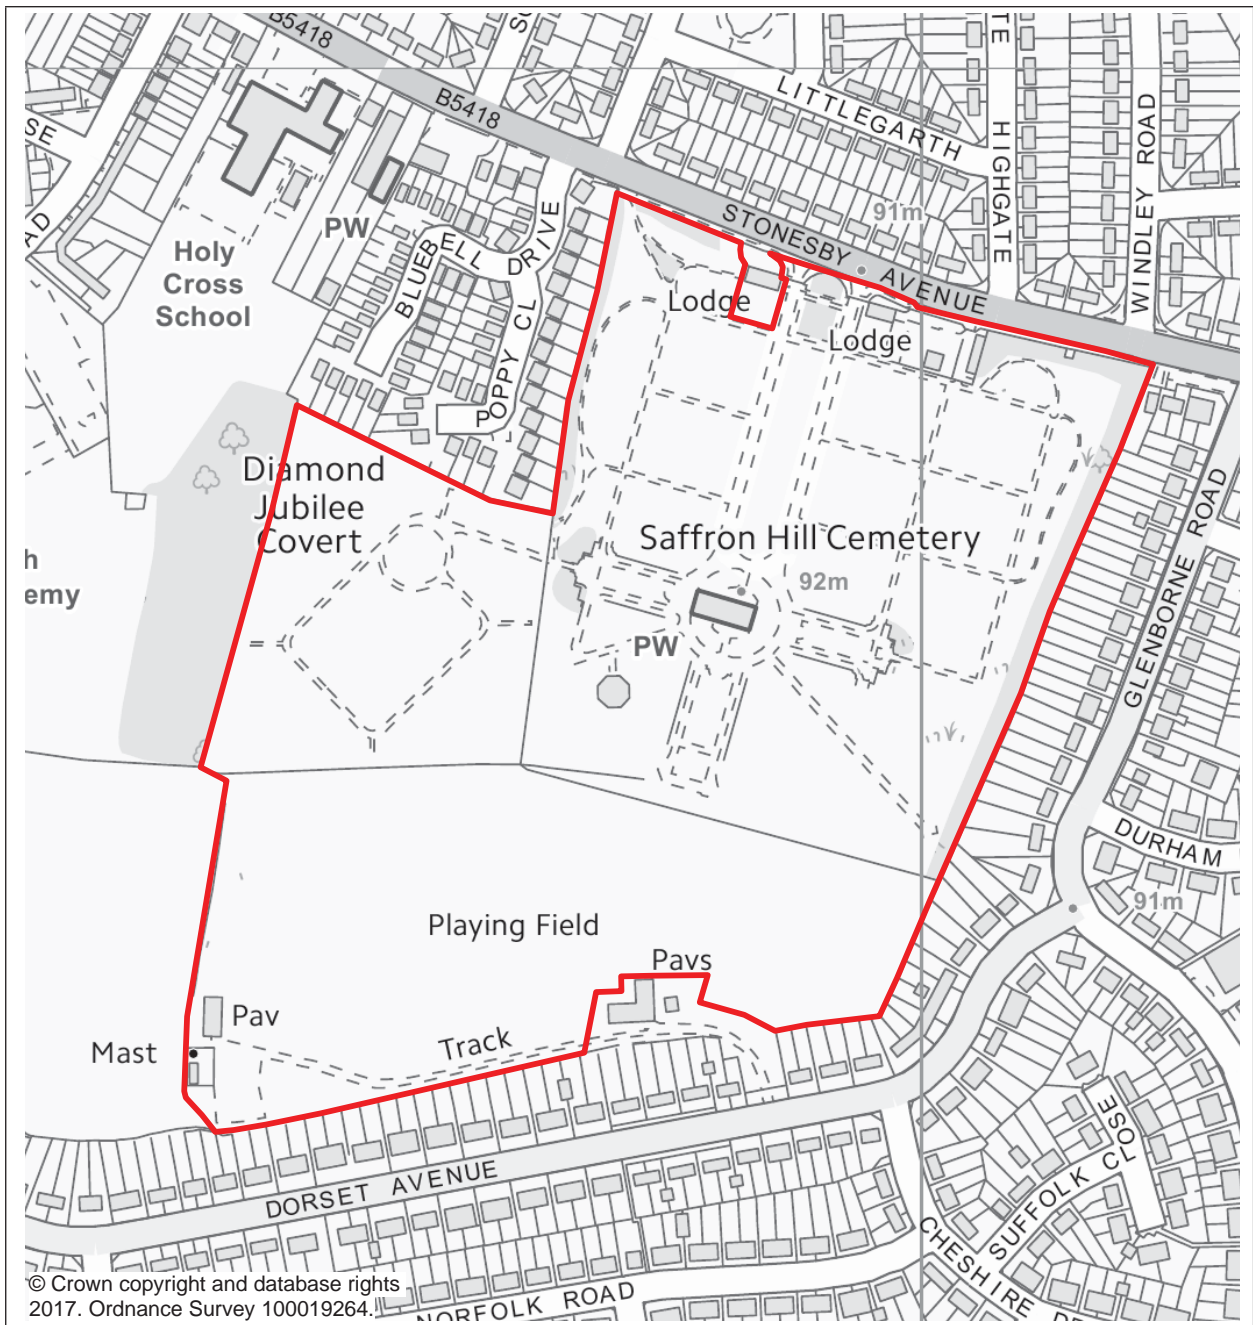 B5418
B5418
LITTLEGARTH
HIGHGATE
WINDLEY ROAD
STONESBY AVENUE
91m
PW
Holy
Cross
School
BLUEBELL
DRIVE
POPPY CL
Lodge
Lodge
Diamond
Jubilee
Covert
Saffron Hill Cemetery
92m
PW
GLENBORNE ROAD
DURHAM
91m
Playing Field
Pavs
Pav
Mast
Track
DORSET AVENUE
SUFFOLK CLOSE
CHESHIRE
NORFOLK ROAD
© Crown copyright and database rights
2017. Ordnance Survey 100019264.